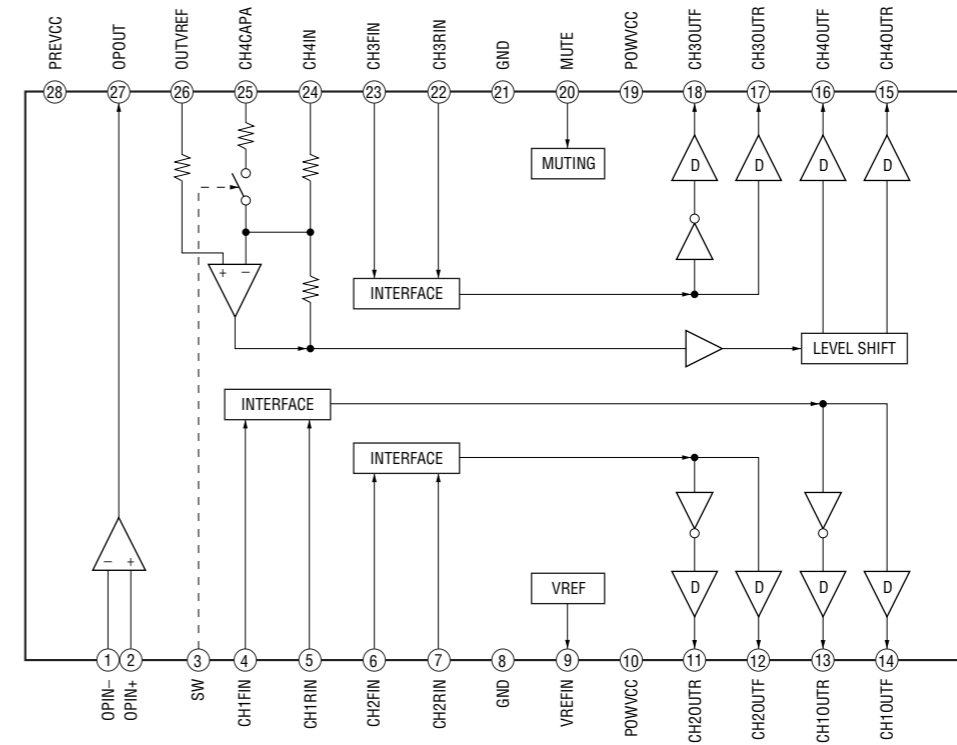 PREVCC
OPOUT
OUTVREF
CH4CAPA
CH4IN
CH3FIN
CH3RIN
GND
MUTE
POWVCC
CH3OUTF
CH3OUTR
CH4OUTF
CH4OUTR
28
27
26
25
24
23
22
21
20
19
18
17
16
15
MUTING
D
D
D
D
+
−
INTERFACE
LEVEL SHIFT
INTERFACE
INTERFACE
−
+
VREF
D
D
D
D
1
2
3
4
5
6
7
8
9
10
11
12
13
14
OPIN−
OPIN+
SW
CH1FIN
CH1RIN
CH2FIN
CH2RIN
GND
VREFIN
POWVCC
CH2OUTR
CH2OUTF
CH1OUTR
CH1OUTF